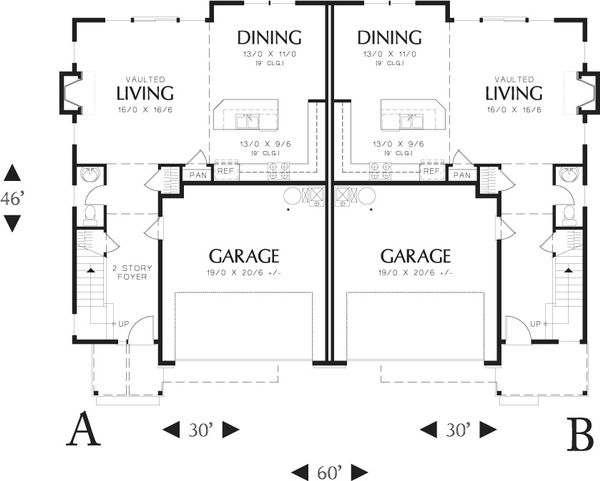 DINING
13/0 X 11/0
(9' CLG.)
DINING
13/0 X 11/0
(9' CLG.)
VAULTED
LIVING
16/0 X 16/6
VAULTED
LIVING
16/0 X 16/6
13/0 X 9/6
(9' CLG.)
13/0 X 9/6
(9' CLG.)
PAN
REF.
REF.
PAN
46'
GARAGE
19/0 X 20/6 +/-
GARAGE
19/0 X 20/6 +/-
2 STORY
FOYER
UP
UP
A
30'
30'
B
60'